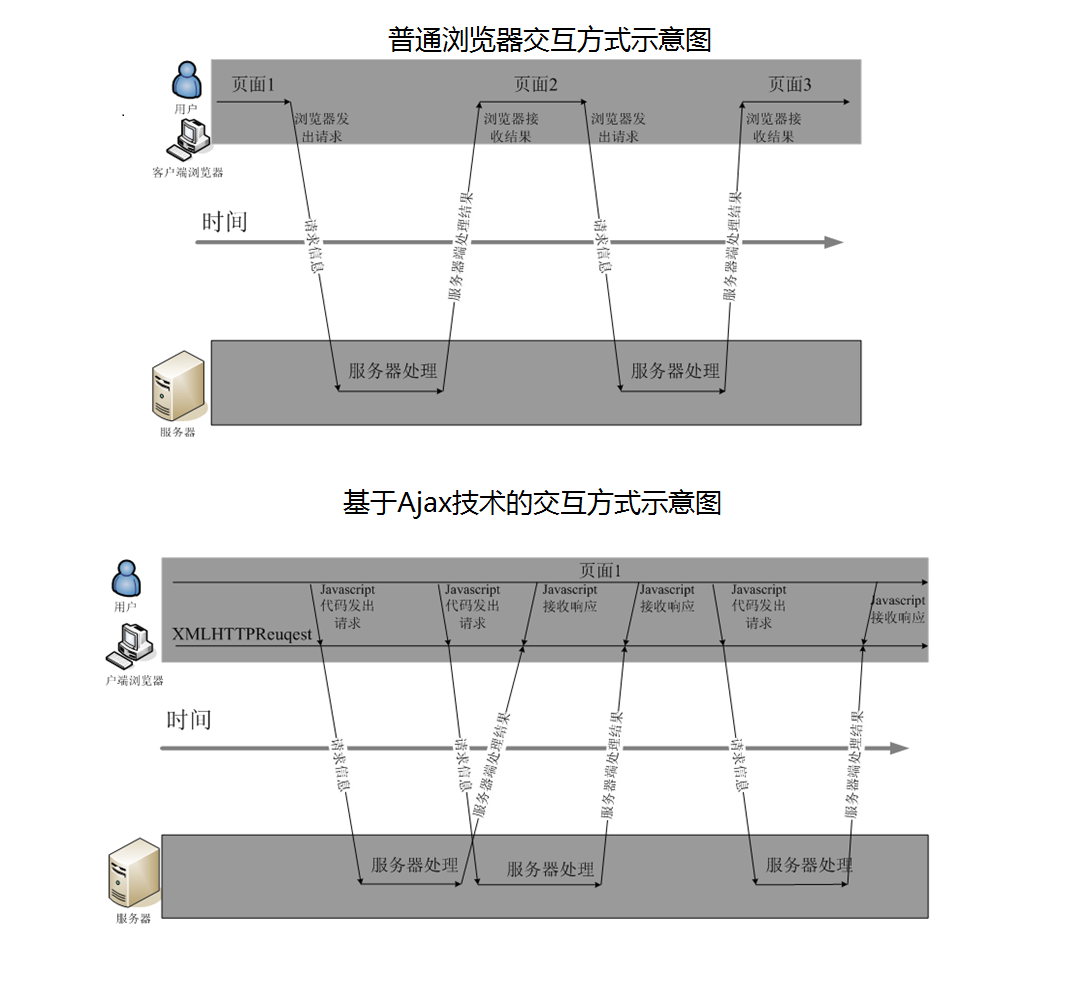 普通浏览器交互方式示意图
页面1
页面2
页面3
用户
浏览器发
出请求
浏览器接
收结果
浏览器发
出请求
浏览器接
收结果
客户端浏览器
时间
请求信息
服务器端处理结果
请求信息
服务器端处理结果
服务器处理
服务器处理
服务器
基于Ajax技术的交互方式示意图
页面1
用户
Javascript
代码发出
请求
Javascript
代码发出
请求
Javascript
接收响应
Javascript
接收响应
Javascript
代码发出
请求
Javascript
接收响应
XMLHTTPReuqest
户端浏览器
时间
请求信息
请求信息
服务器端处理结果
服务器端处理结果
请求信息
服务器端处理结果
服务器处理
服务器处理
服务器处理
服务器